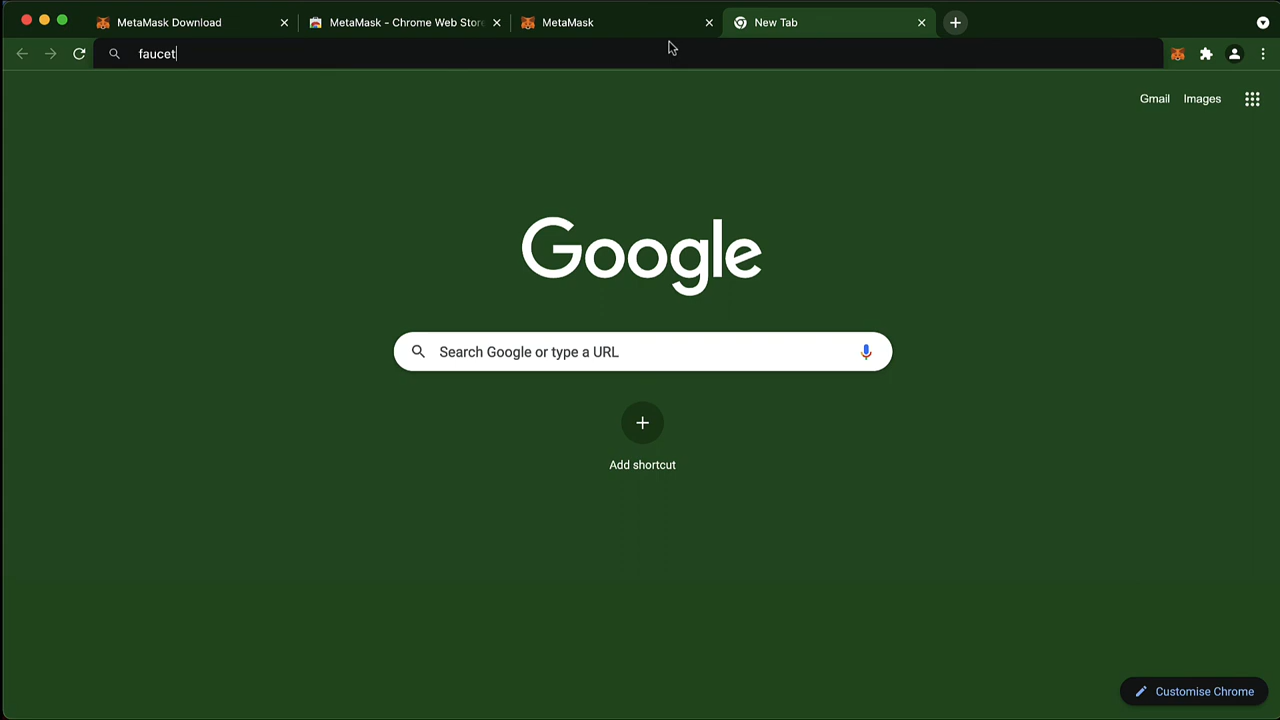 MetaMask Download
MetaMask - Chrome Web Store
MetaMask
New Tab
faucet
Gmail
Images
Google
Search Google or type a URL
Add shortcut
Customise Chrome